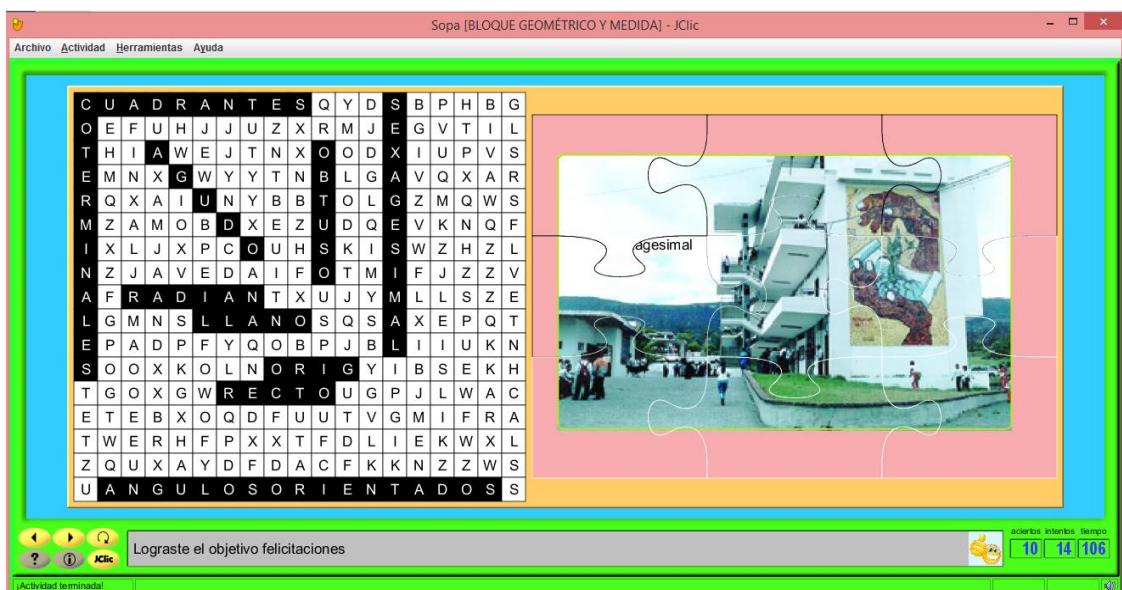 Sopa [BLOQUE GEOMÉTRICO Y MEDIDA] - JClic
Archivo Actividad Herramientas Ayuda
C U A D R A N T E S Q Y D S B P H B G
O E F U H J J U Z X R M J E G V T I L
T H I A W E J T N X O O D X I U P V S
E M N X G W Y Y T N B L G A V Q X A R
R Q X A I U N Y B B T O L G Z M Q W S
M Z A M O B D X E Z U D Q E V K N Q F
I X L J X P C O U H S K I S W Z H Z L
N Z J A V E D A I F O T M I F J Z Z V
A F R A D I A N T X U J Y M L L S Z E
L G M N S L L A N O S Q S A X E P Q T
E P A D P F Y Q O B P J B L I I U K N
S O O X K O L N O R I G Y I B S E K H
T G O X G W R E C T O U G P J L W A C
E T E B X O Q D F U U T V G M I F R A
T W E R H F P X X T F D L I E K W X L
Z Q U X A Y D F D A C F K K N Z Z W S
U A N G U L O S O R I E N T A D O S S
agesimal
? i JClic
Lograste el objetivo felicitaciones
aciertos intentos tiempo
10 14 106
¡Actividad terminada!